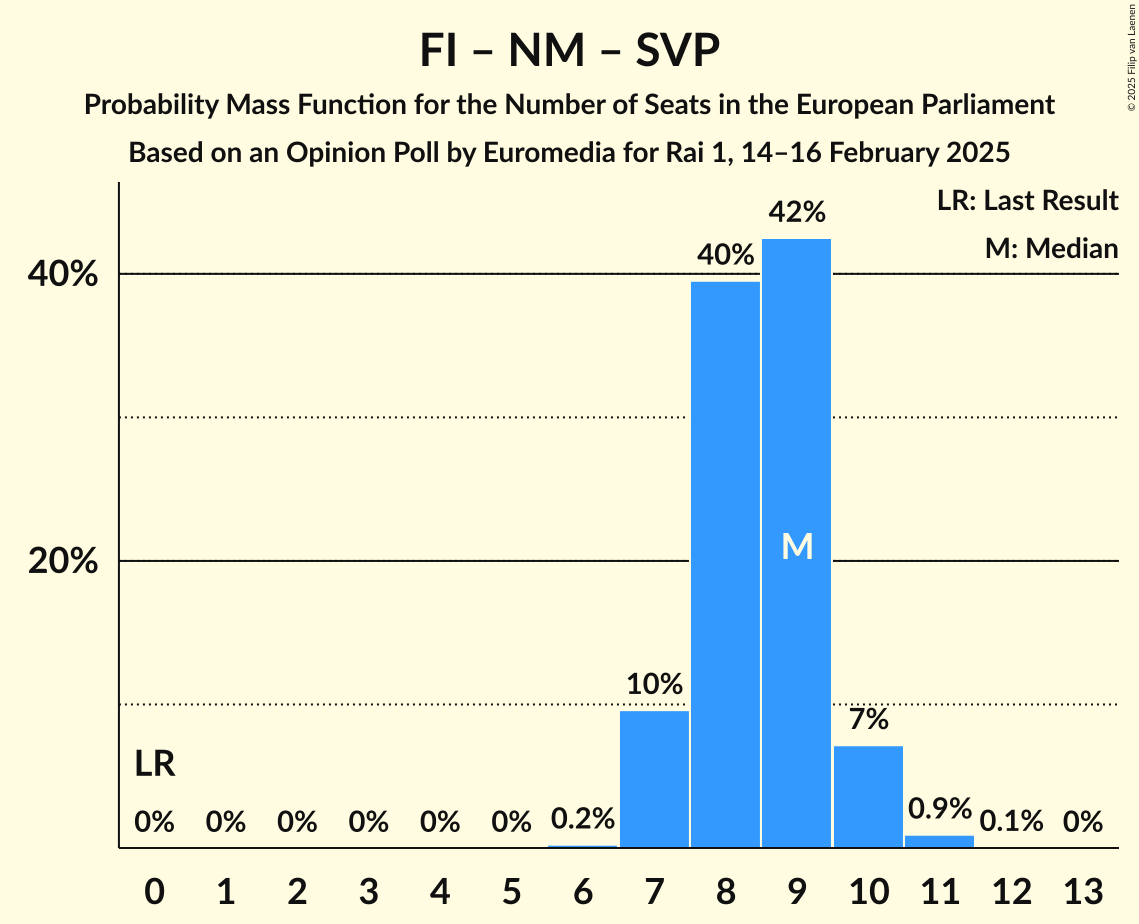 FI – NM – SVP
Probability Mass Function for the Number of Seats in the European Parliament
Based on an Opinion Poll by Euromedia for Rai 1, 14–16 February 2025
© 2025 Filip van Laenen
LR: Last Result
M: Median
42%
40%
40%
M
20%
10%
7%
LR
0% 0% 0% 0% 0% 0% 0.2% 0.9% 0.1% 0%
0 1 2 3 4 5 6 7 8 9 10 11 12 13